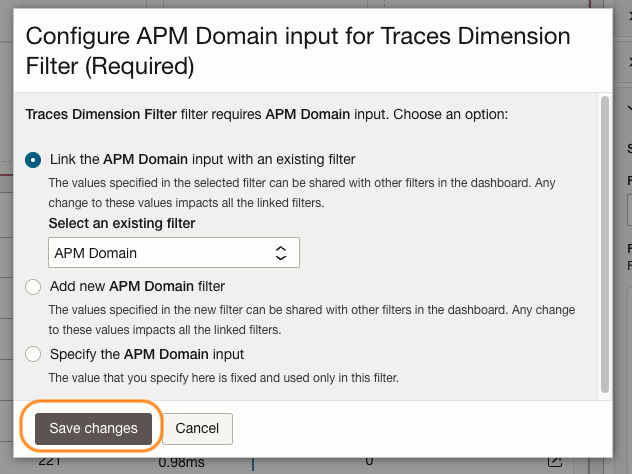 Configure APM Domain input for Traces Dimension
Filter (Required)
Traces Dimension Filter filter requires APM Domain input. Choose an option:
Link the APM Domain input with an existing filter
The values specified in the selected filter can be shared with other filters in the dashboard. Any
change to these values impacts all the linked filters.
Select an existing filter
APM Domain
Add new APM Domain filter
The values specified in the new filter can be shared with other filters in the dashboard. Any change
to these values impacts all the linked filters.
Specify the APM Domain input
The value that you specify here is fixed and used only in this filter.
Save changes Cancel
221 0.98ms 0